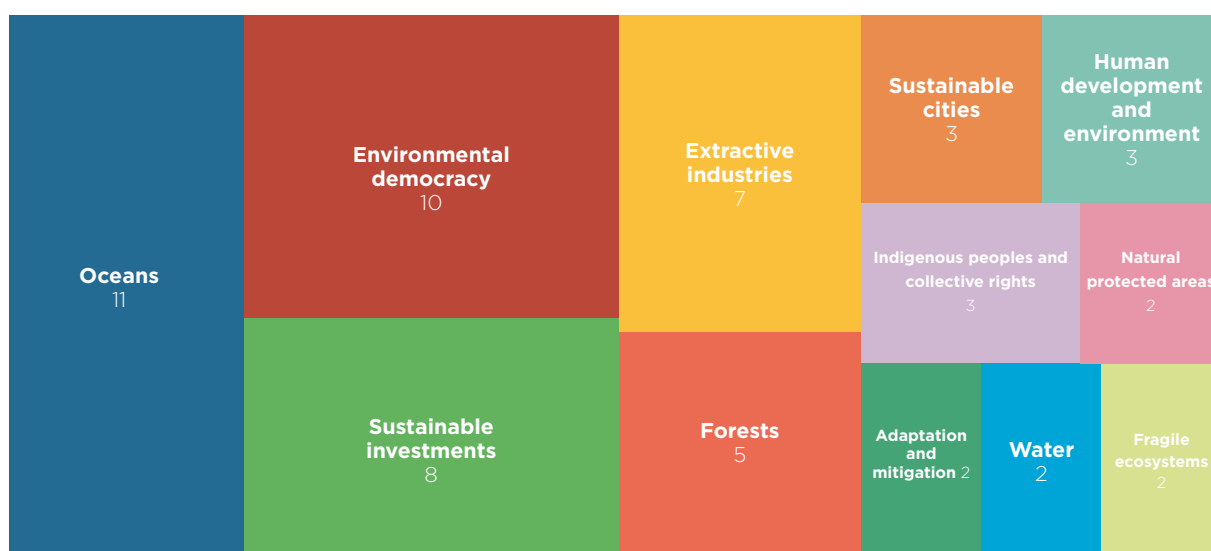 Oceans
11
Environmental
democracy
10
Sustainable
investments
8
Extractive
industries
7
Forests
5
Sustainable
cities
3
Human
development
and
environment
3
Indigenous peoples and
collective rights
3
Natural
protected areas
2
Adaptation
and
mitigation 2
Water
2
Fragile
ecosystems
2